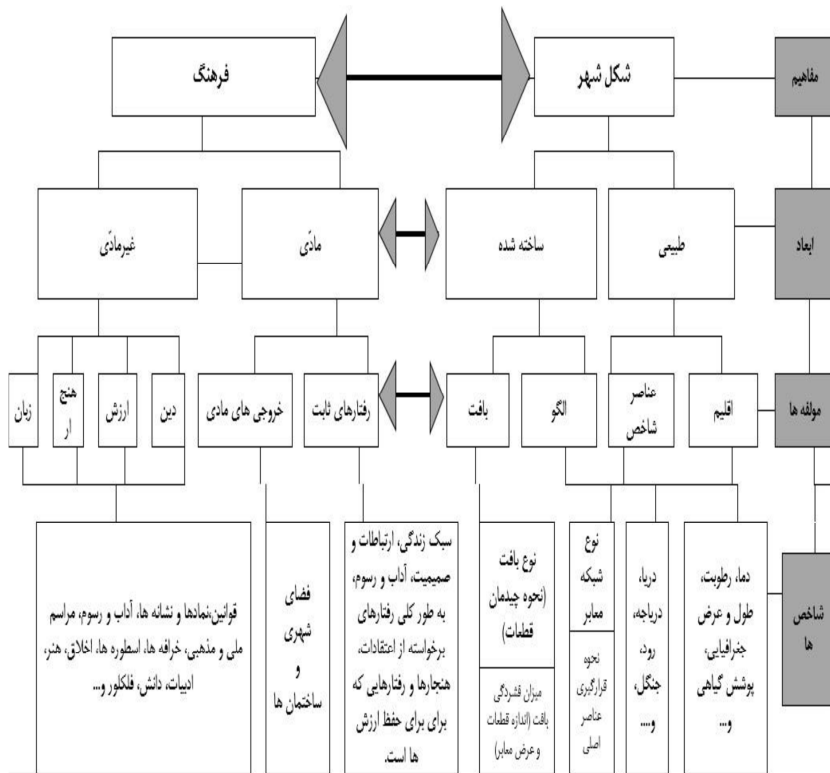 مفاهیم
شکل شهر
فرهنگ
ابعاد
طبیعی
ساخته شده
مادّی
غیرمادّی
مولفه ها
اقلیم
عناصر
شاخص
الگو
بافت
رفتارهای ثابت
خروجی های مادی
دین
ارزش
هنج
ار
زبان
شاخص
ها
دما، رطوبت،
طول و عرض
جغرافیایی،
پوشش گیاهی
و...
دریا،
دریاچه،
رود،
جنگل،
و....
نوع
شبکه
معابر
نحوه
قرارگیری
عناصر
اصلی
نوع بافت
(نحوه چیدمان
قطعات)
میزان فشردگی
بافت (اندازه قطعات
و عرض معابر)
سبک زندگی، ارتباطات و
صمیمیت، آداب و رسوم،
به طور کلی رفتارهای
برخواسته از اعتقادات،
هنجارها و رفتارهایی که
برای برای حفظ ارزش
ها است.
فضای
شهری
و
ساختمان ها
قوانین،نمادها و نشانه ها، آداب و رسوم، مراسم
ملی و مذهبی، خرافه ها، اسطوره ها، اخلاق، هنر،
ادبیات، دانش، فلکلور و...